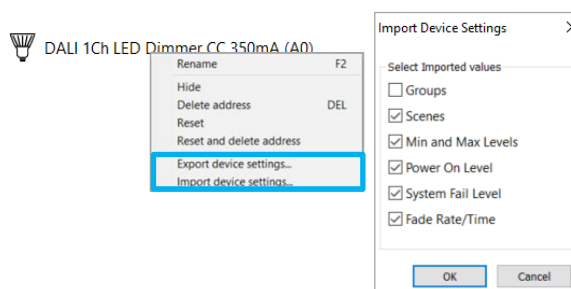 DALI 1Ch LED Dimmer CC 350mA (A0)
Rename F2
Hide
Delete address DEL
Reset
Reset and delete address
Export device settings...
Import device settings...
Import Device Settings
Select Imported values
Groups
Scenes
Min and Max Levels
Power On Level
System Fail Level
Fade Rate/Time
OK Cancel